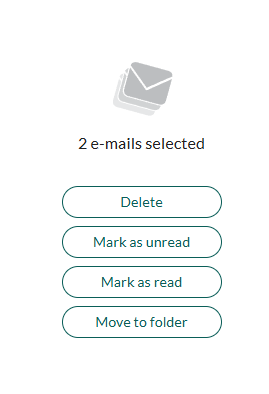 2 e-mails selected
Delete
Mark as unread
Mark as read
Move to folder